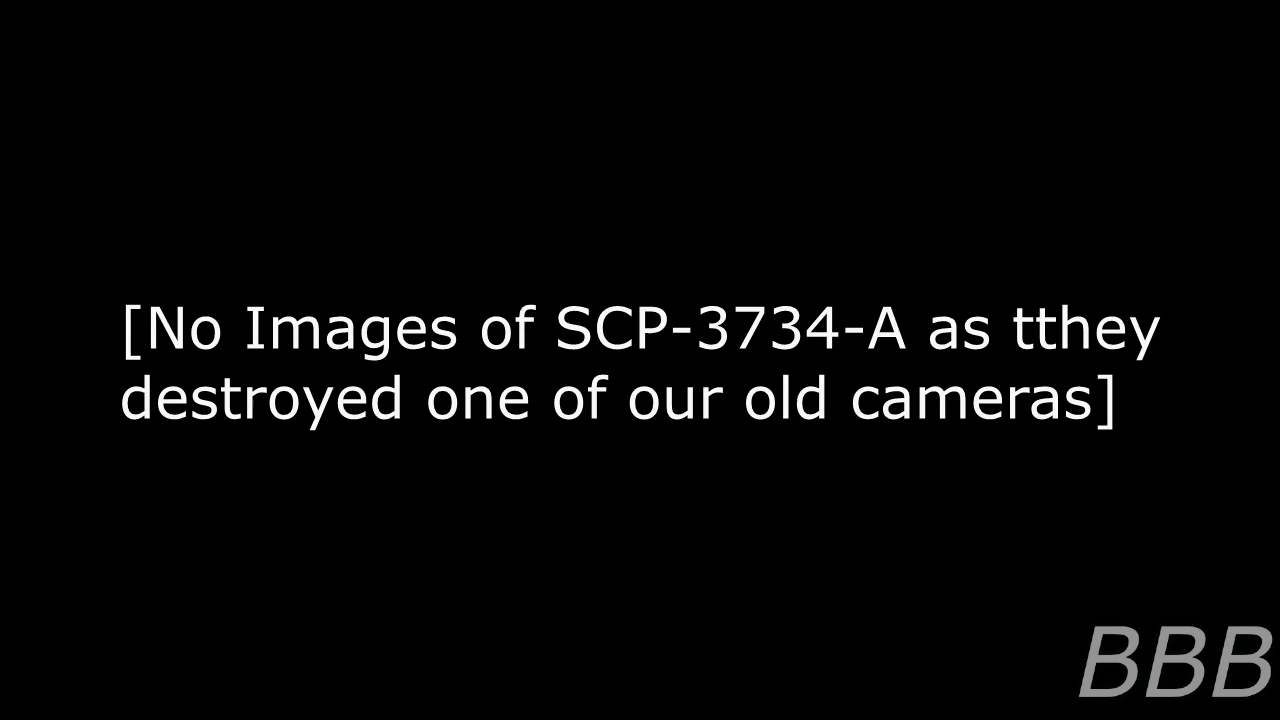 [No Images of SCP-3734-A as tthey
destroyed one of our old cameras]
BBB